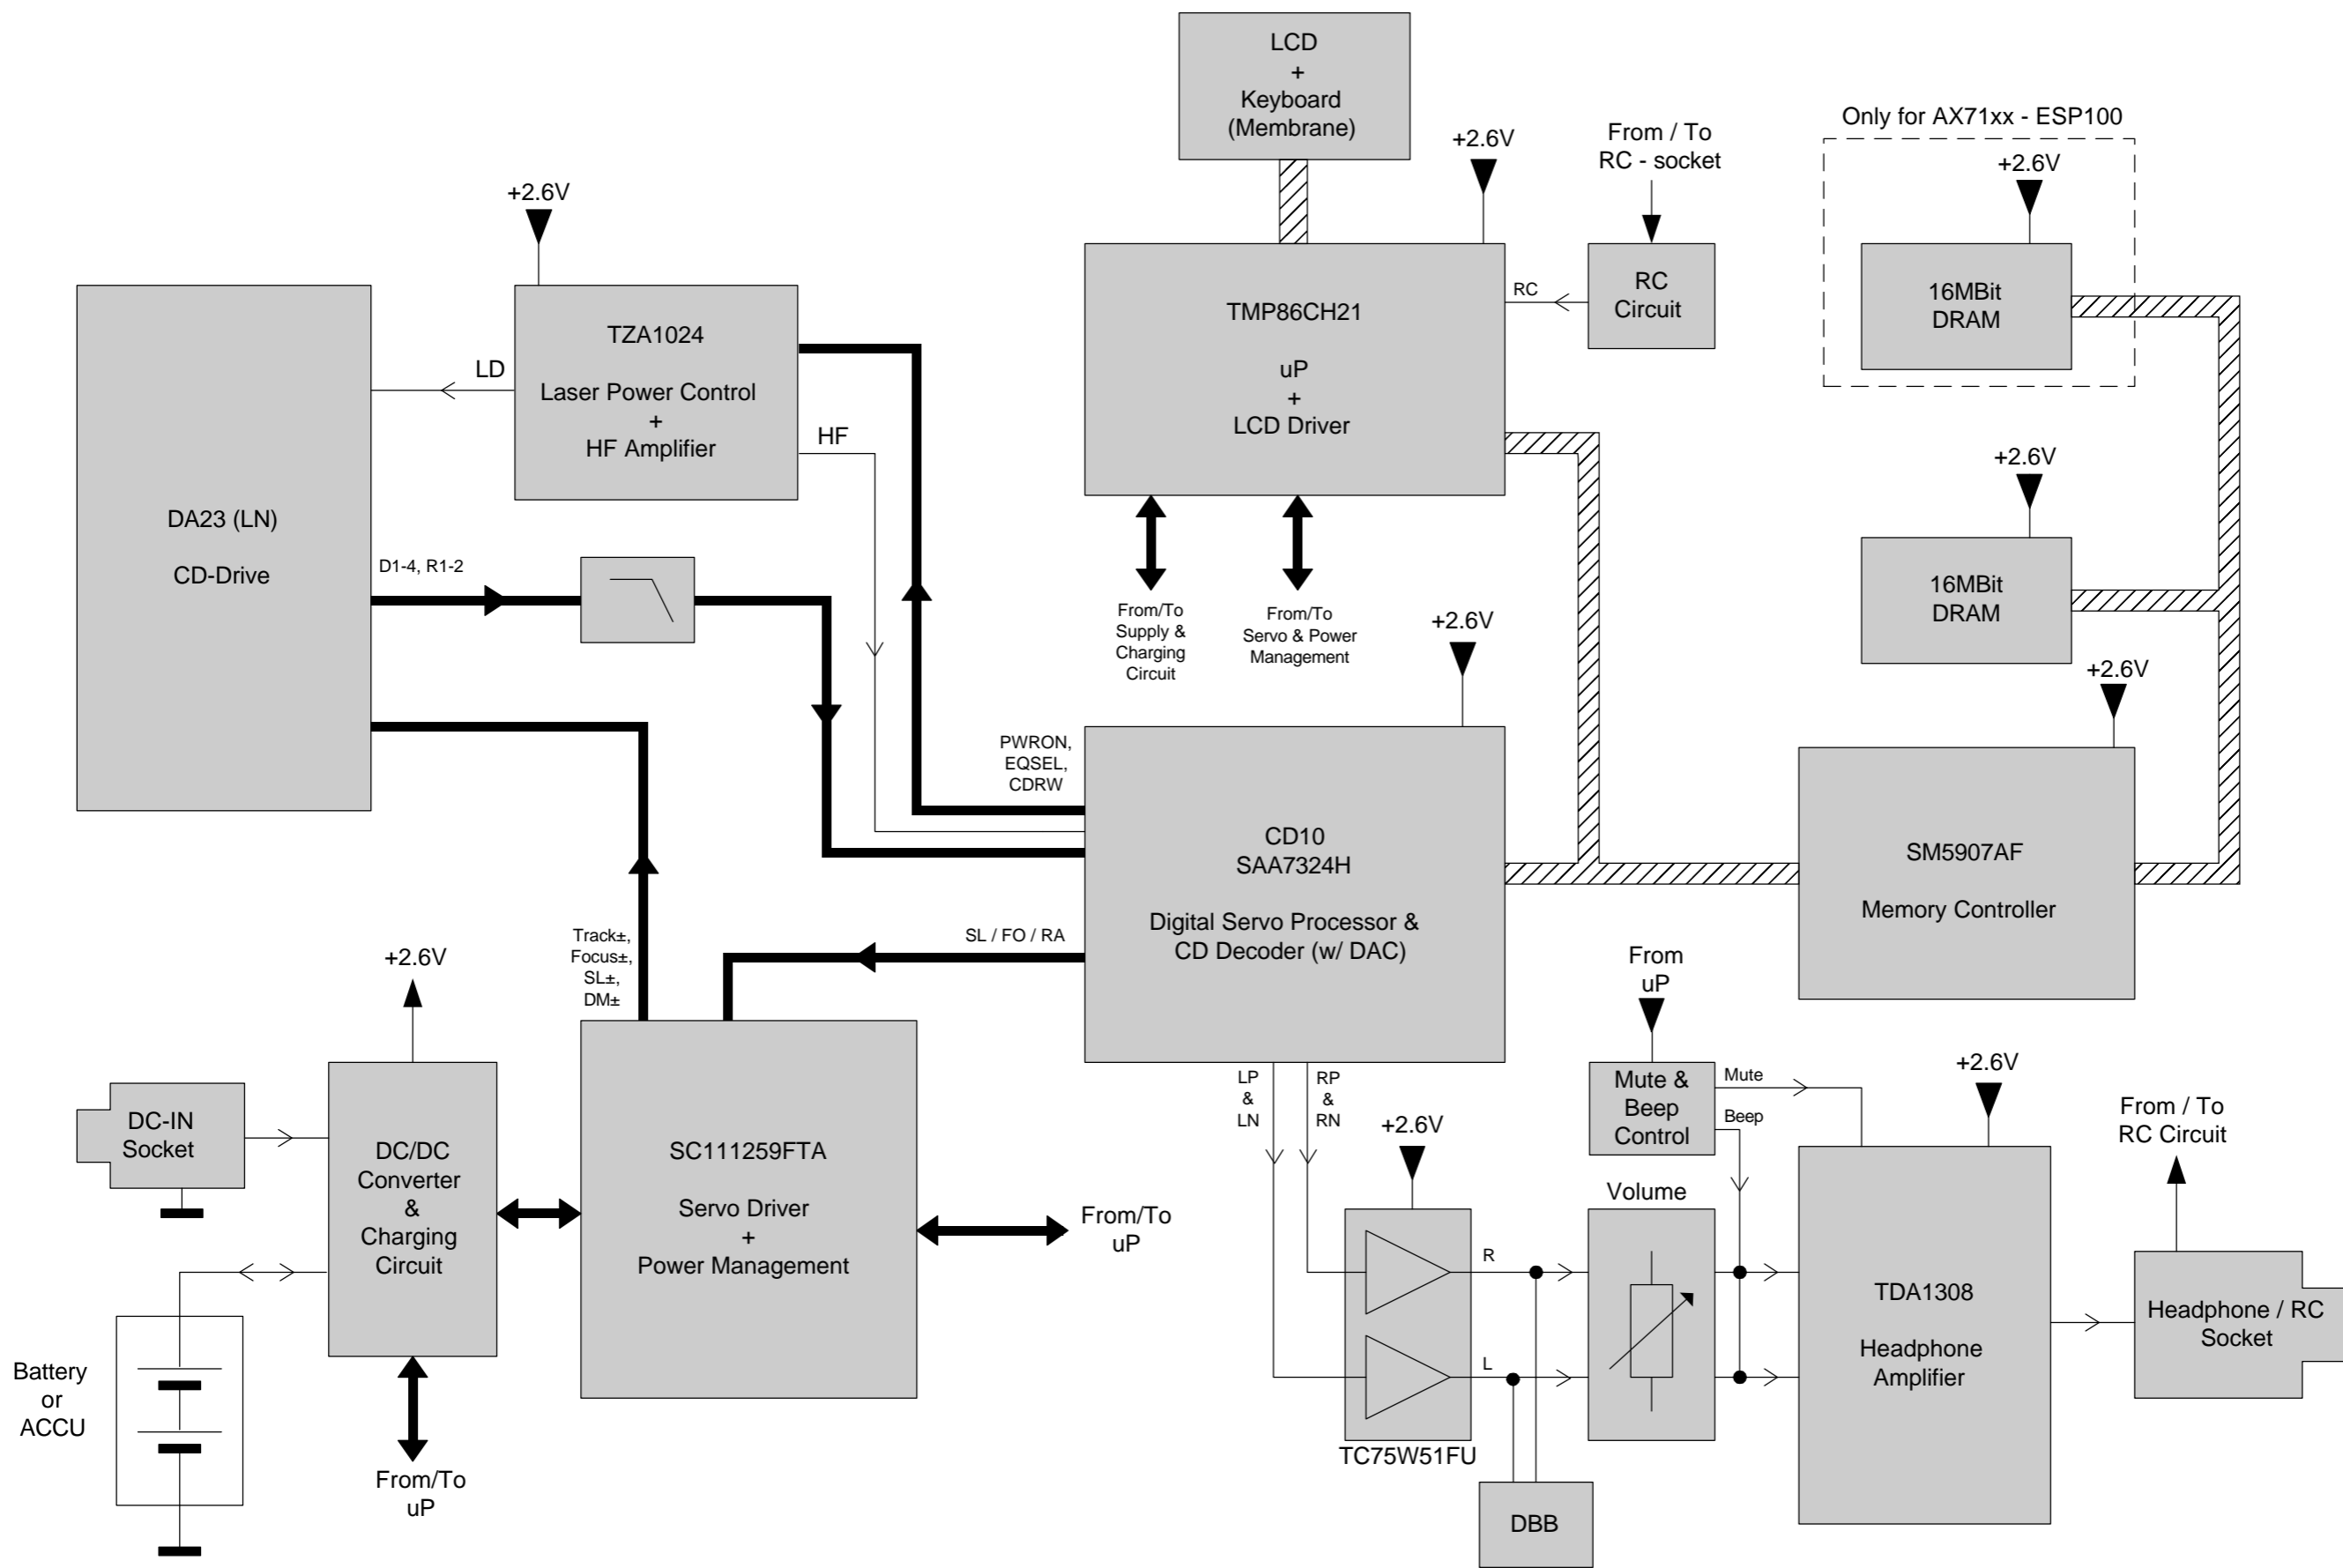 LCD
+
Keyboard
(Membrane)
+2.6V
From / To
RC - socket
Only for AX71xx - ESP100
+2.6V
16MBit
DRAM
+2.6V
TZA1024
Laser Power Control
+
HF Amplifier
LD
HF
TMP86CH21
uP
+
LCD Driver
RC
RC
Circuit
DA23 (LN)
CD-Drive
D1-4, R1-2
From/To
Supply &
Charging
Circuit
From/To
Servo & Power
Management
+2.6V
+2.6V
16MBit
DRAM
+2.6V
PWRON,
EQSEL,
CDRW
CD10
SAA7324H
Digital Servo Processor &
CD Decoder (w/ DAC)
SM5907AF
Memory Controller
SL / FO / RA
Track±,
Focus±,
SL±,
DM±
+2.6V
DC-IN
Socket
DC/DC
Converter
&
Charging
Circuit
SC111259FTA
Servo Driver
+
Power Management
From/To
uP
Battery
or
ACCU
From/To
uP
LP
&
LN
RP
&
RN
+2.6V
R
L
TC75W51FU
DBB
From
uP
Mute &
Beep
Control
Mute
Beep
Volume
+2.6V
TDA1308
Headphone
Amplifier
From / To
RC Circuit
Headphone / RC
Socket